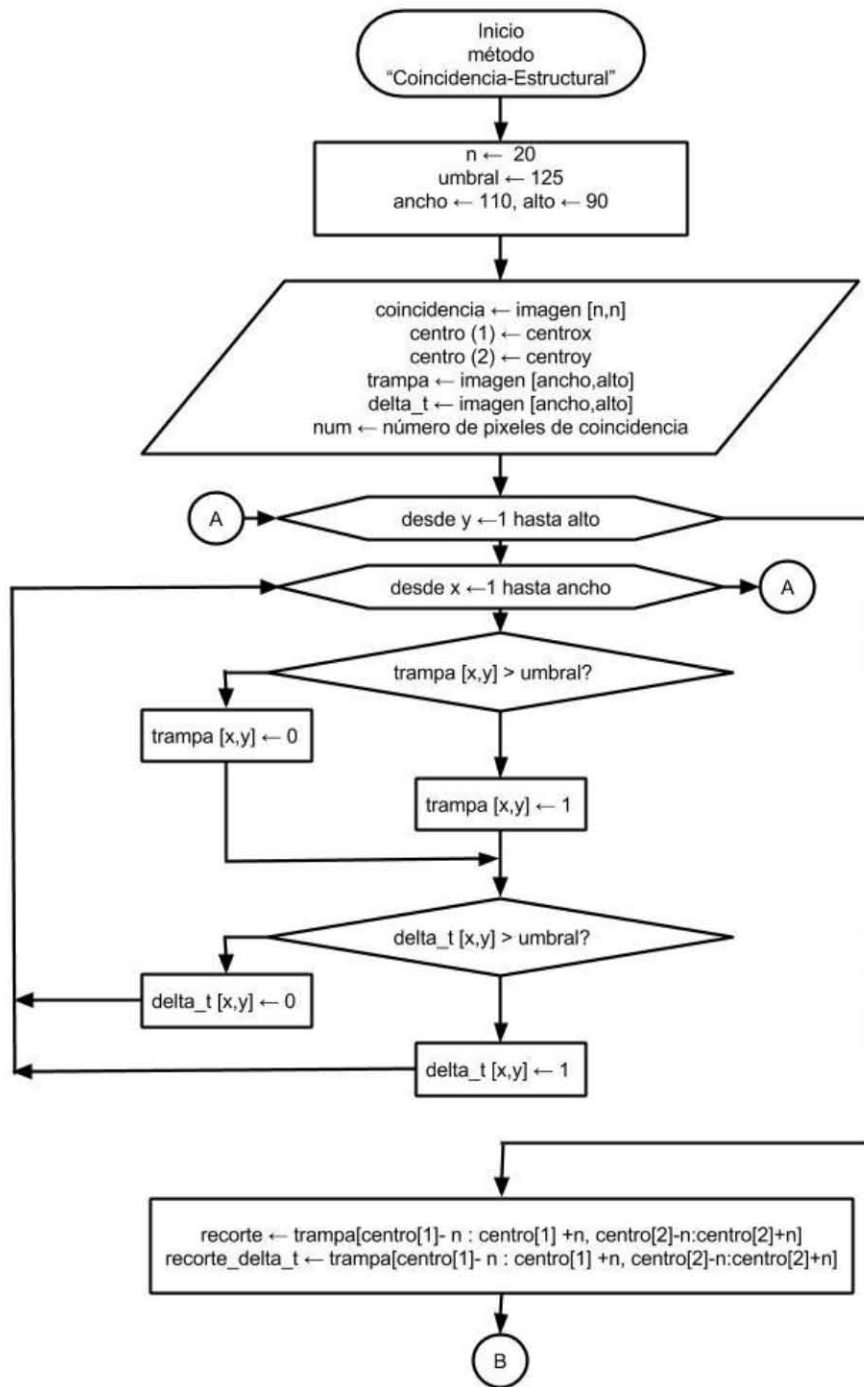 Inicio
método
“Coincidencia-Estructural”
n ← 20
umbral ← 125
ancho ← 110, alto ← 90
coincidencia ← imagen [n,n]
centro (1) ← centrox
centro (2) ← centroy
trampa ← imagen [ancho,alto]
delta_t ← imagen [ancho,alto]
num ← número de pixeles de coincidencia
A
desde y ←1 hasta alto
desde x ←1 hasta ancho
A
trampa [x,y] > umbral?
trampa [x,y] ← 0
trampa [x,y] ← 1
delta_t [x,y] > umbral?
delta_t [x,y] ← 0
delta_t [x,y] ← 1
recorte ← trampa[centro[1]- n : centro[1] +n, centro[2]-n:centro[2]+n]
recorte_delta_t ← trampa[centro[1]- n : centro[1] +n, centro[2]-n:centro[2]+n]
B